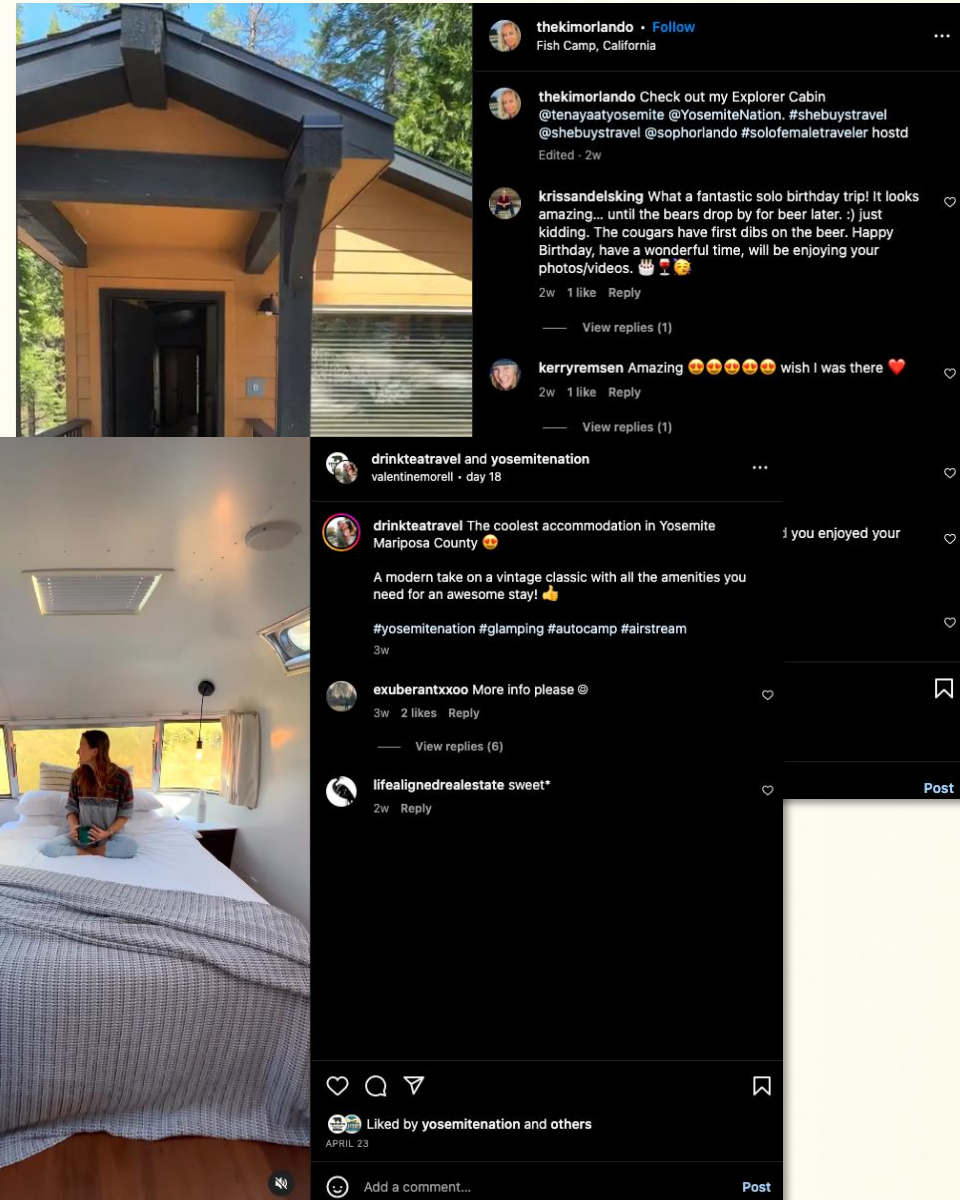 thekimorlando • Follow
Fish Camp, California
thekimorlando Check out my Explorer Cabin
@tenayaatyosemite @YosemiteNation. #shebuystravel
@shebuystravel @sophorlando #solofemaletraveler hostd
Edited · 2w
krissandelsking What a fantastic solo birthday trip! It looks
amazing... until the bears drop by for beer later. :) just
kidding. The cougars have first dibs on the beer. Happy
Birthday, have a wonderful time, will be enjoying your
photos/videos. 🎂🍷🥳
2w 1 like Reply
View replies (1)
kerryremsen Amazing 😍😍😍😍😍 wish I was there ❤️
2w 1 like Reply
View replies (1)
you enjoyed your
Post
drinkteatravel and yosemitenation
valentinemorell • day 18
drinkteatravel The coolest accommodation in Yosemite
Mariposa County 😍
A modern take on a vintage classic with all the amenities you
need for an awesome stay! 👍
#yosemitenation #glamping #autocamp #airstream
3w
exuberantxxoo More info please ☺
3w 2 likes Reply
View replies (6)
lifealignedrealestate sweet*
2w Reply
Liked by yosemitenation and others
APRIL 23
Add a comment...
Post